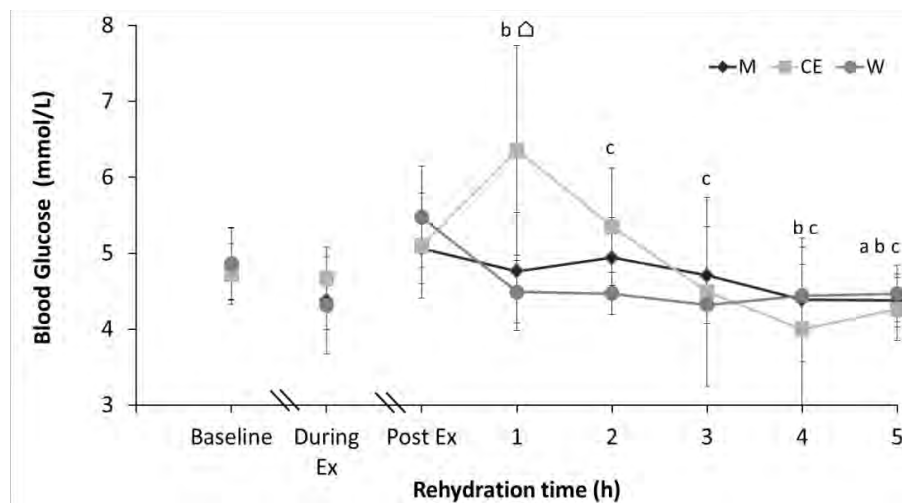 8
b
M CE W
7
c
c
6
b c
a b c
5
4
3
Blood Glucose (mmol/L)
Baseline During Ex Post Ex 1 2 3 4 5
Rehydration time (h)